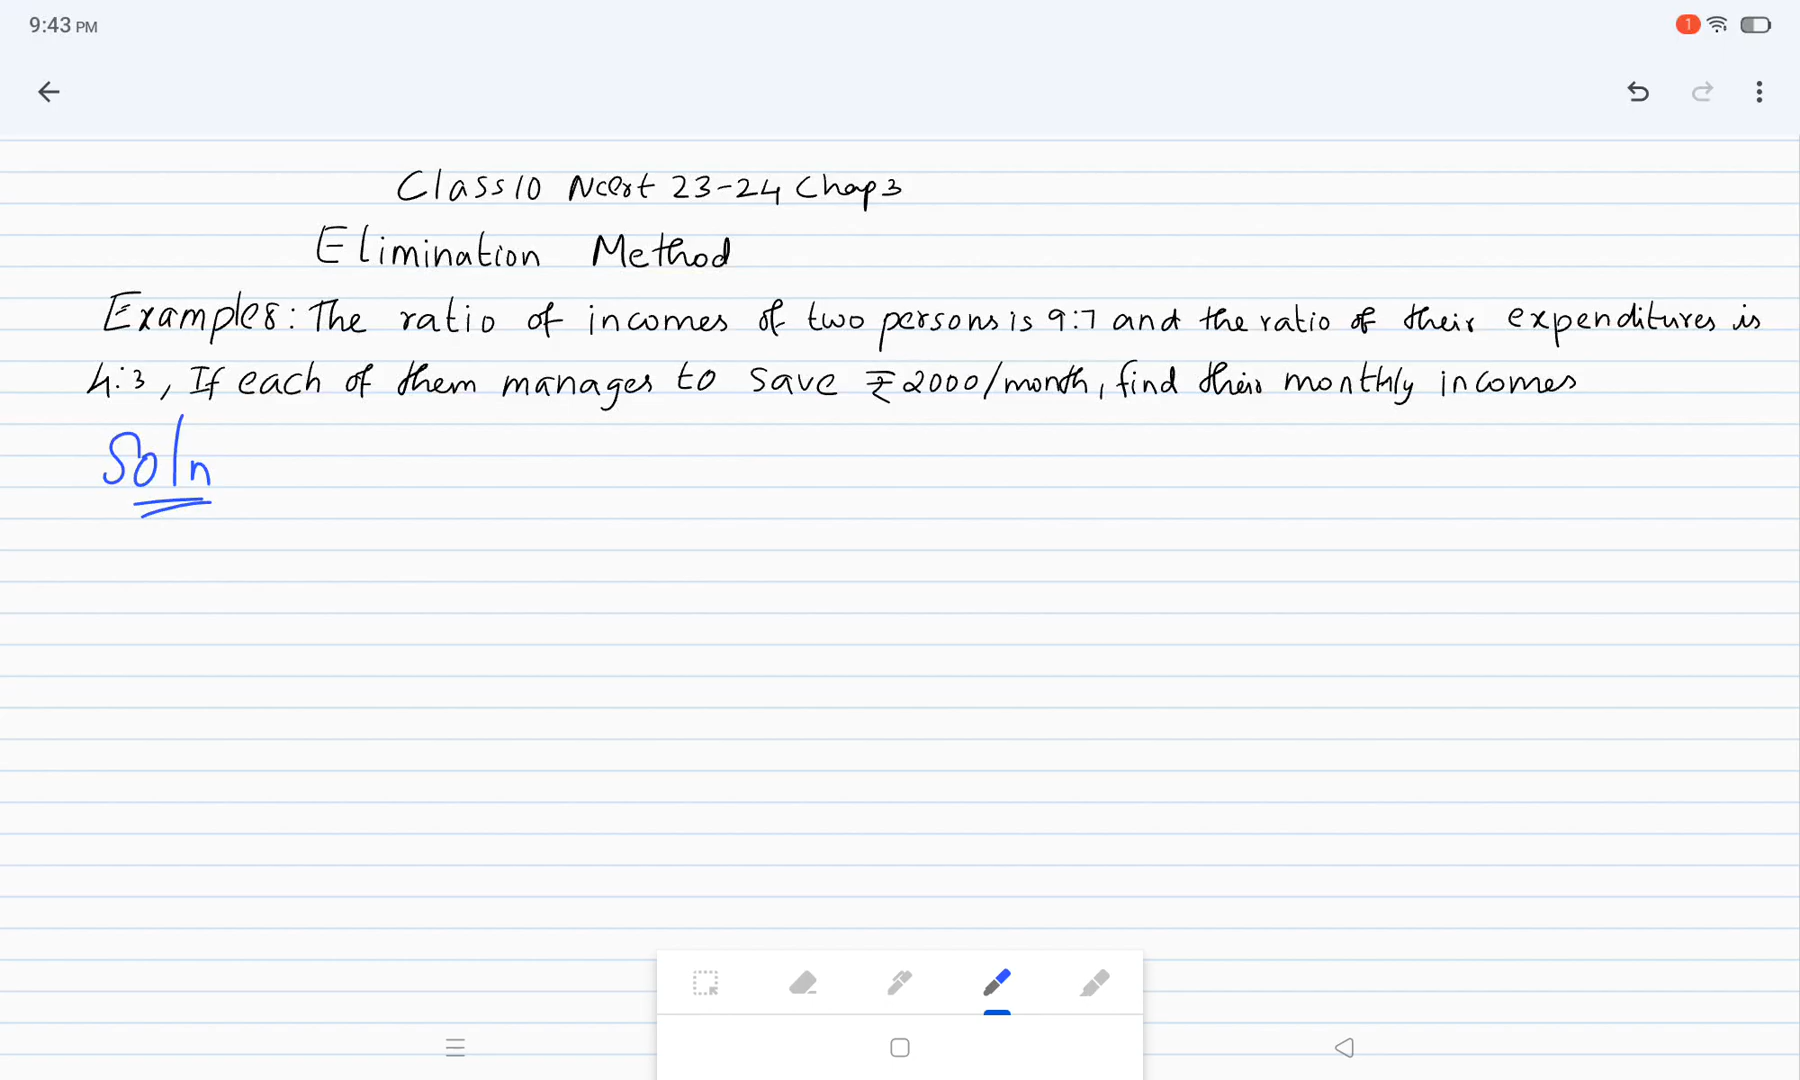 9:43 PM
1
Class 10 Ncert 23-24 Chap 3
Elimination Method
Example8: The ratio of incomes of two persons is 9:7 and the ratio of their expenditures is
4:3, If each of them manages to save ₹2000/month, find their monthly incomes
Soln